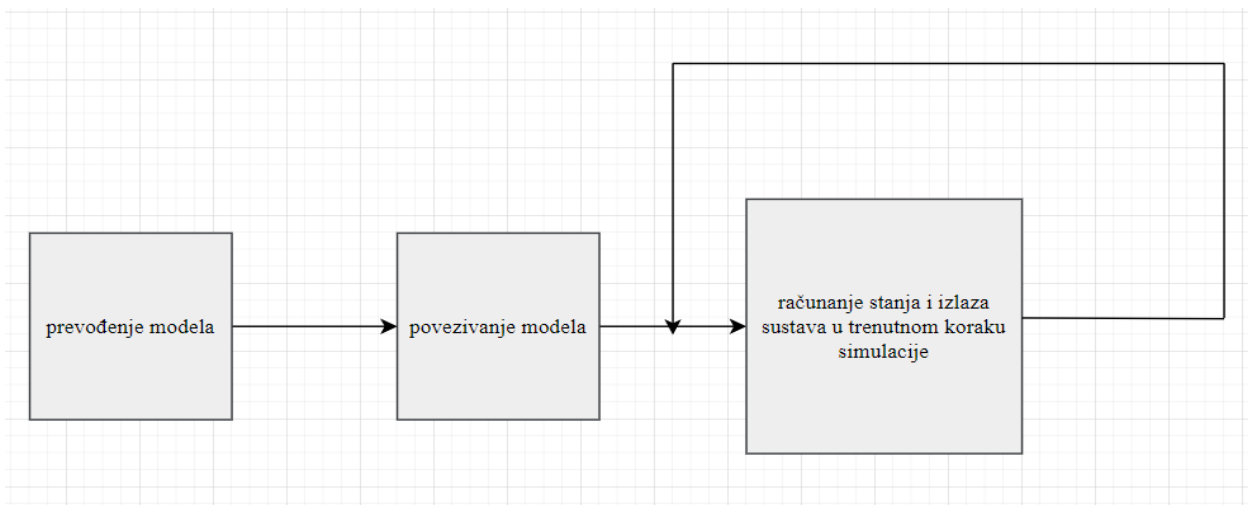 prevođenje modela
povezivanje modela
računanje stanja i izlaza
sustava u trenutnom koraku
simulacije